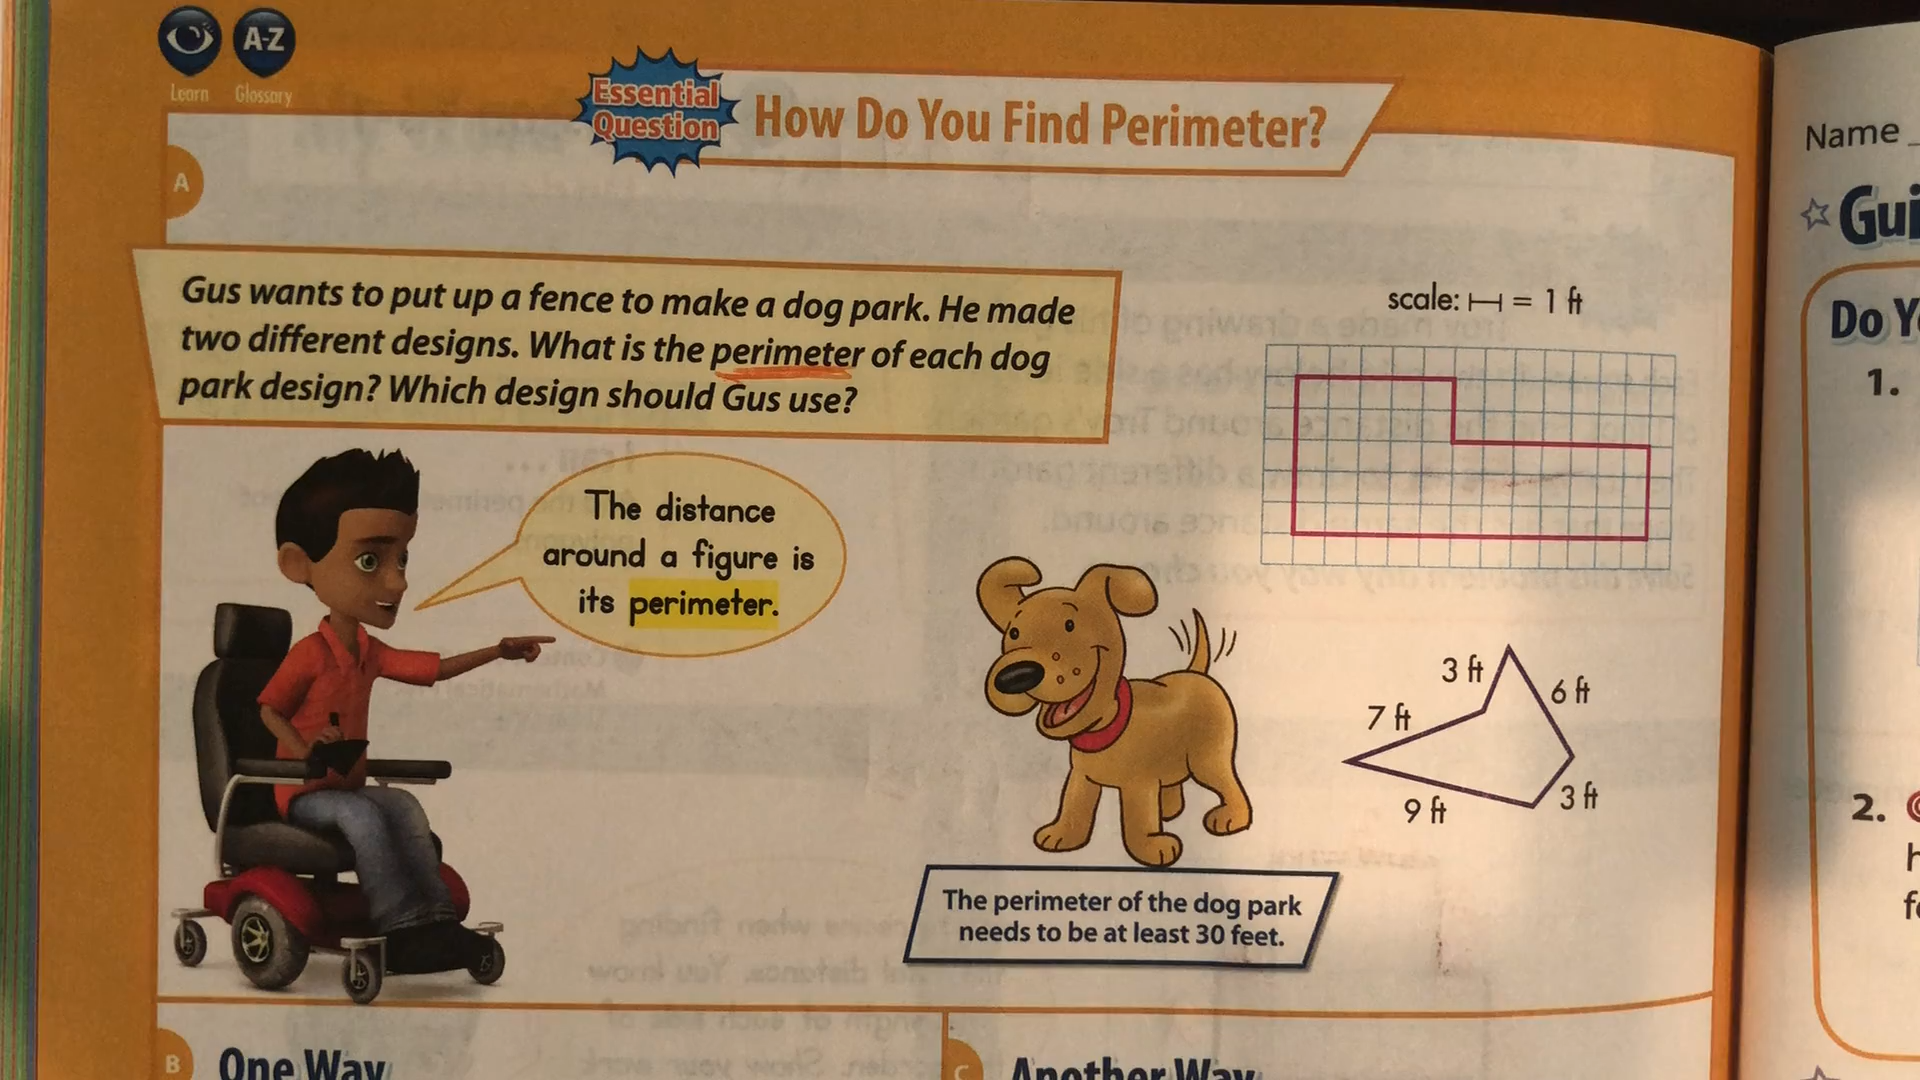 Learn
A-Z
Glossary
Essential
Question
How Do You Find Perimeter?
A
Gus wants to put up a fence to make a dog park. He made
two different designs. What is the perimeter of each dog
park design? Which design should Gus use?
scale: = 1 ft
The distance
around a figure is
its perimeter.
3 ft
6 ft
7 ft
9 ft
3 ft
The perimeter of the dog park
needs to be at least 30 feet.
B
One Way
C
Another Way
Name
Do
1.
2.